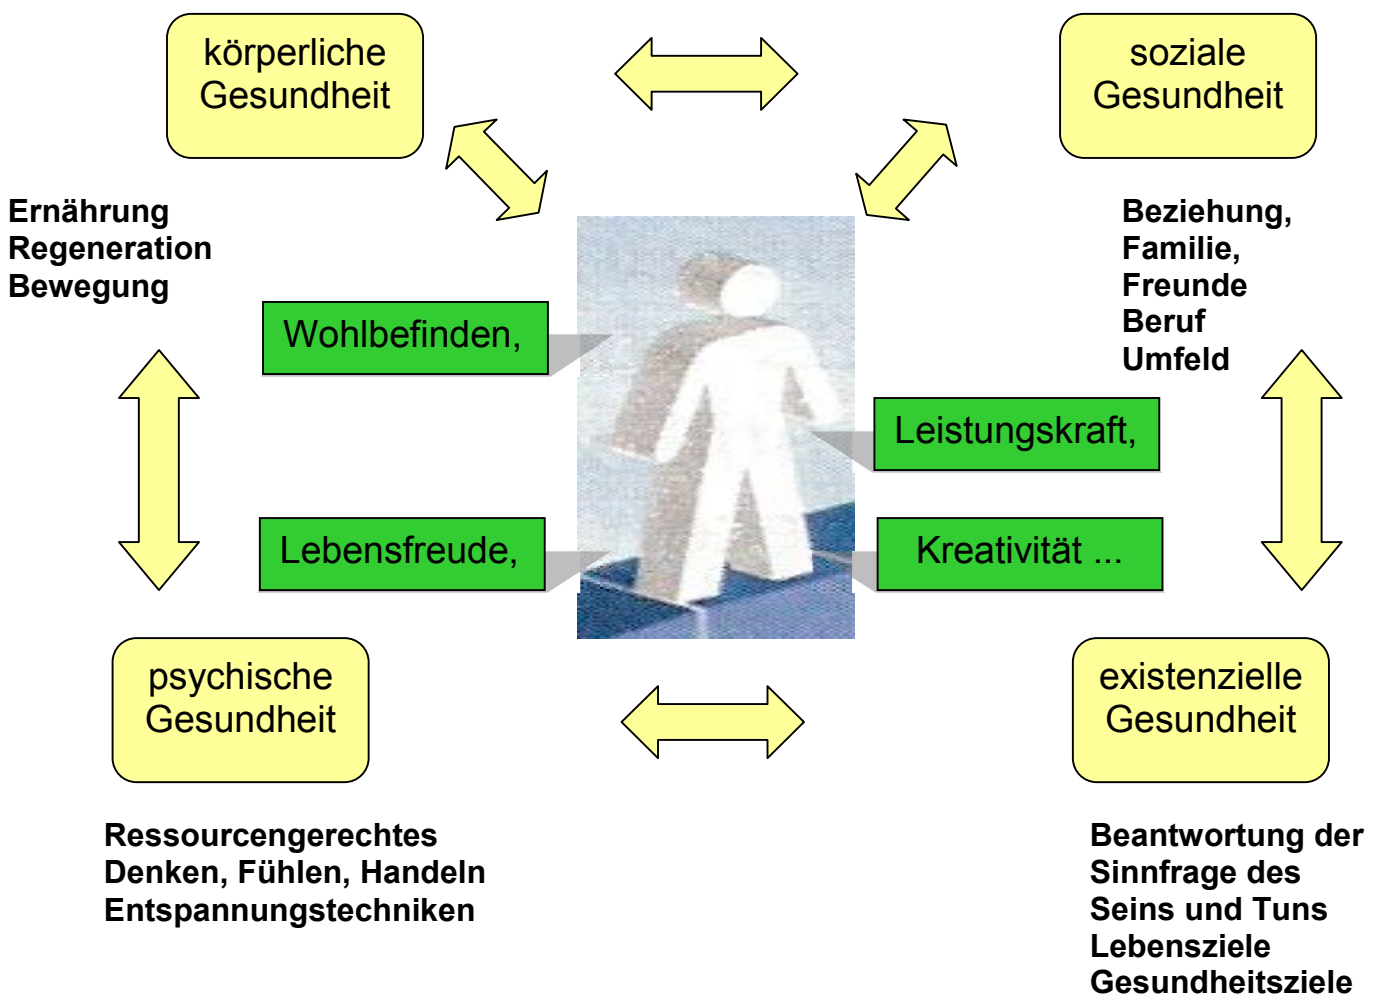 körperliche
Gesundheit
soziale
Gesundheit
Ernährung
Regeneration
Bewegung
Beziehung,
Familie,
Freunde
Beruf
Umfeld
Wohlbefinden,
Leistungskraft,
Lebensfreude,
Kreativität ...
psychische
Gesundheit
existenzielle
Gesundheit
Ressourcengerechtes
Denken, Fühlen, Handeln
Entspannungstechniken
Beantwortung der
Sinnfrage des
Seins und Tuns
Lebensziele
Gesundheitsziele